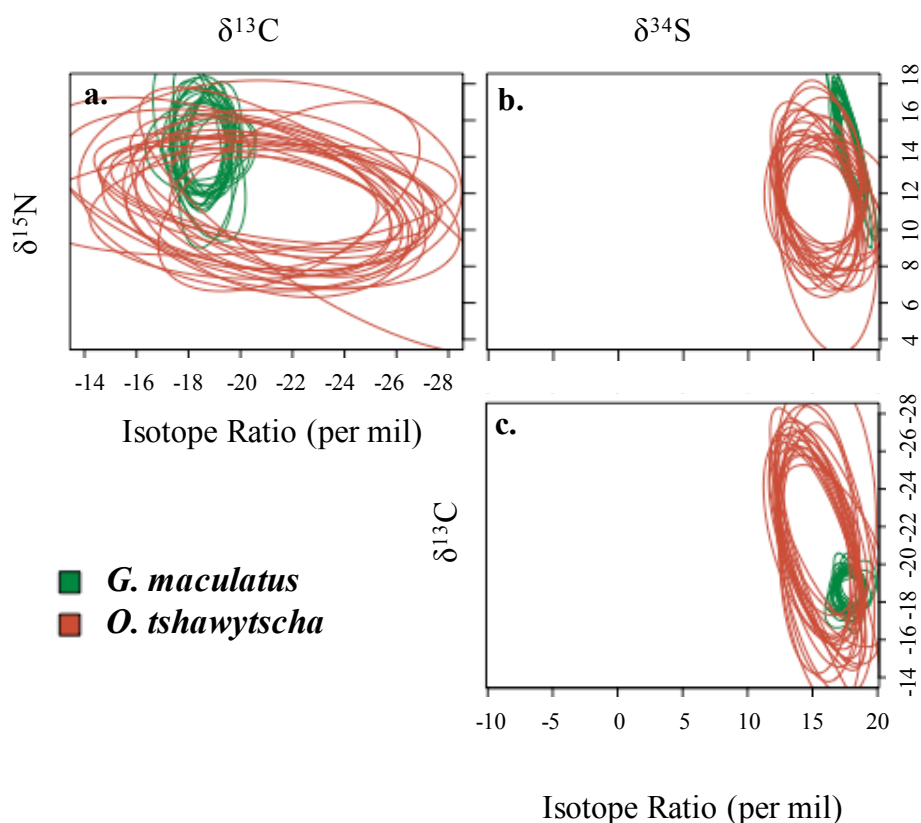 δ¹³C
δ³⁴S
a.
b.
δ¹⁵N
18
16
14
12
10
8
6
4
-14 -16 -18 -20 -22 -24 -26 -28
Isotope Ratio (per mil)
c.
δ¹³C
-28
-26
-24
-22
-20
-18
-16
-14
G. maculatus
O. tshawytscha
-10 -5 0 5 10 15 20
Isotope Ratio (per mil)